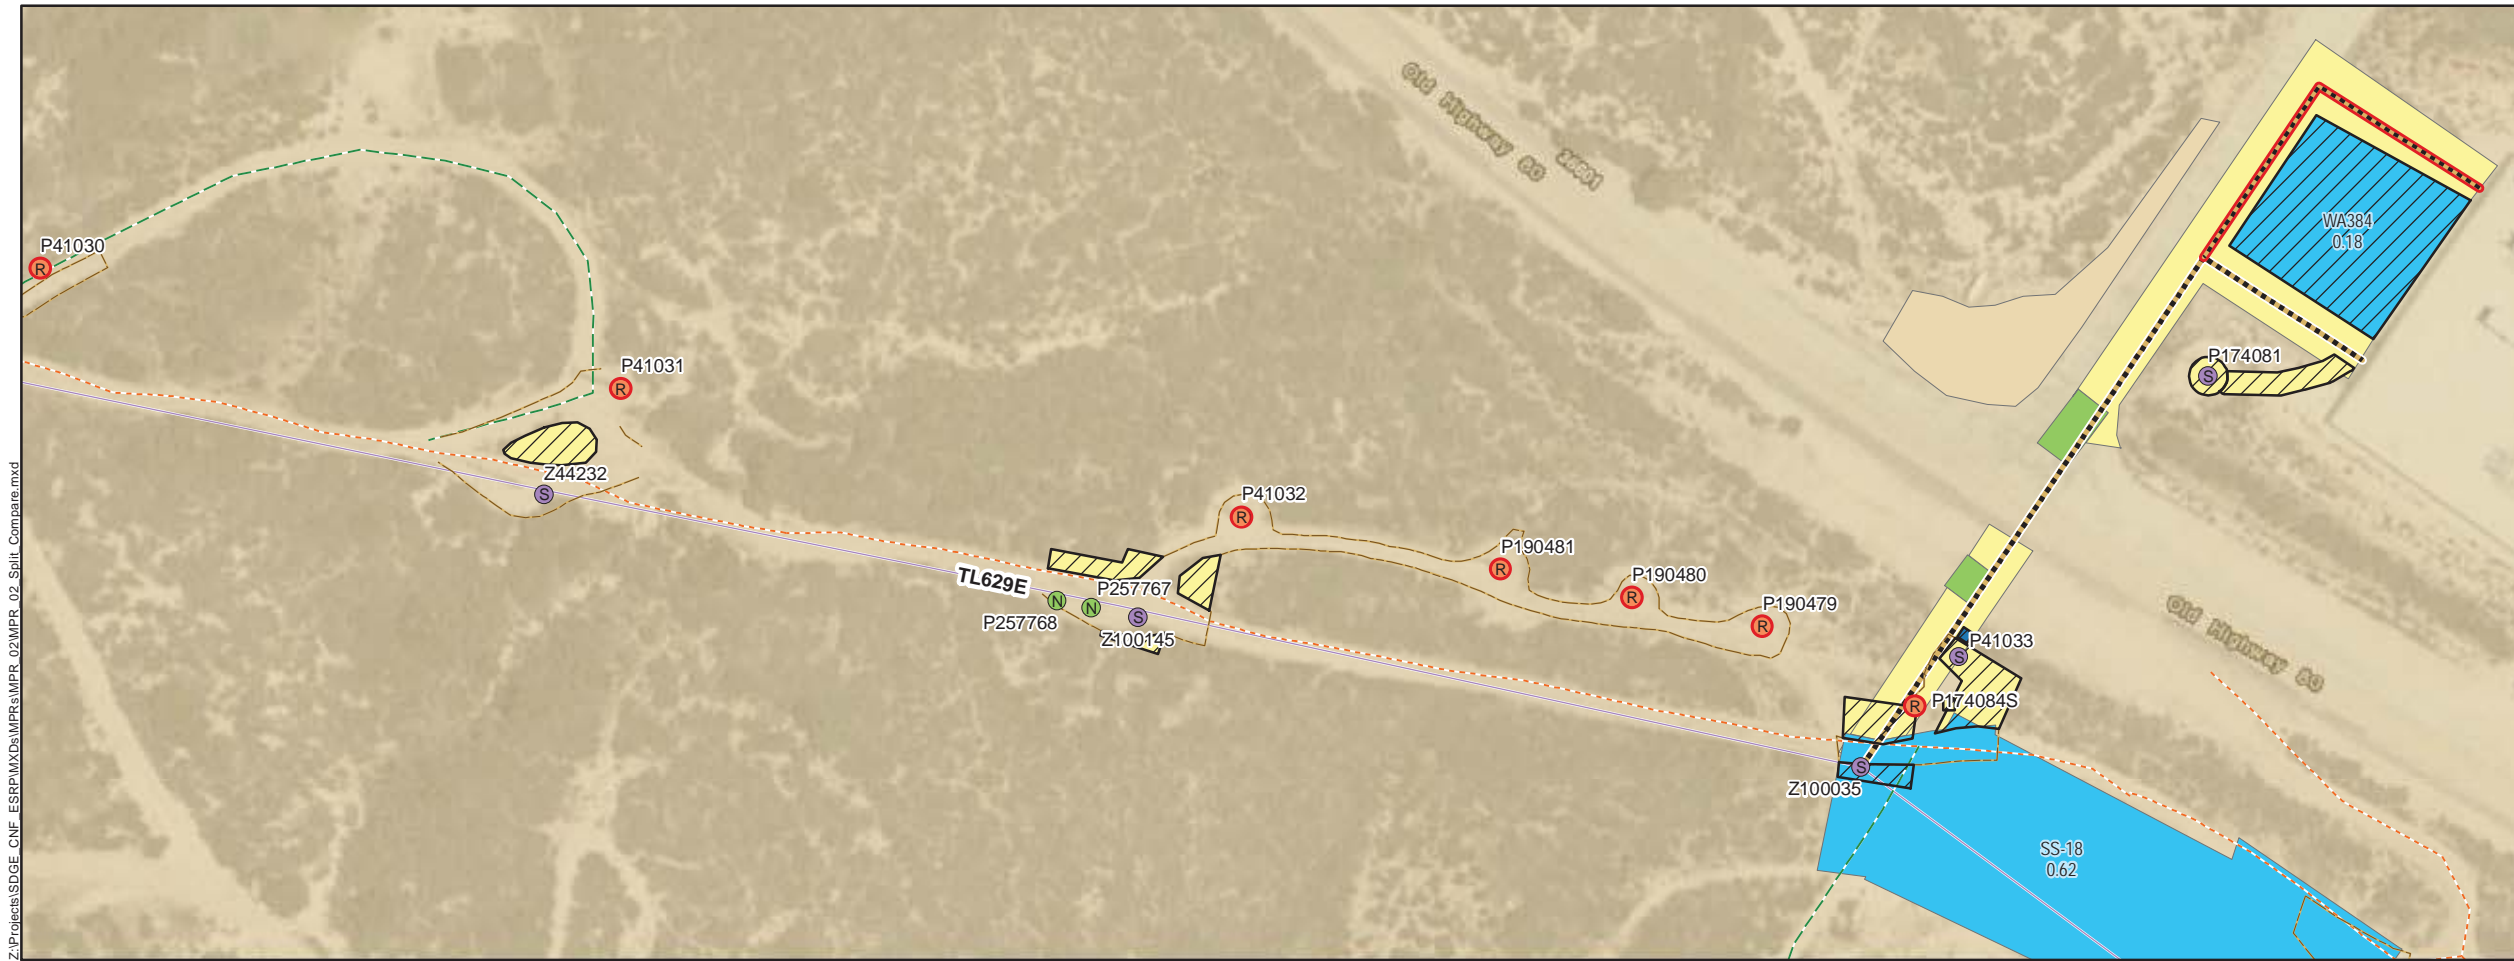 Old Highway 80
36601
WA384
0.18
P41030
R
P174081
S
P41031
R
Z44232
S
P41032
R
P190481
R
P190480
R
P190479
R
TL629E
P257767
N
N
P257768
S
Z100145
Old Highway 80
P41033
S
R
P174084S
S
Z100035
SS-18
0.62
Z:\Projects\SDGE_CNF_ESRP\MXDs\MPRs\MPR_02\MPR_02_Split_Compare.mxd